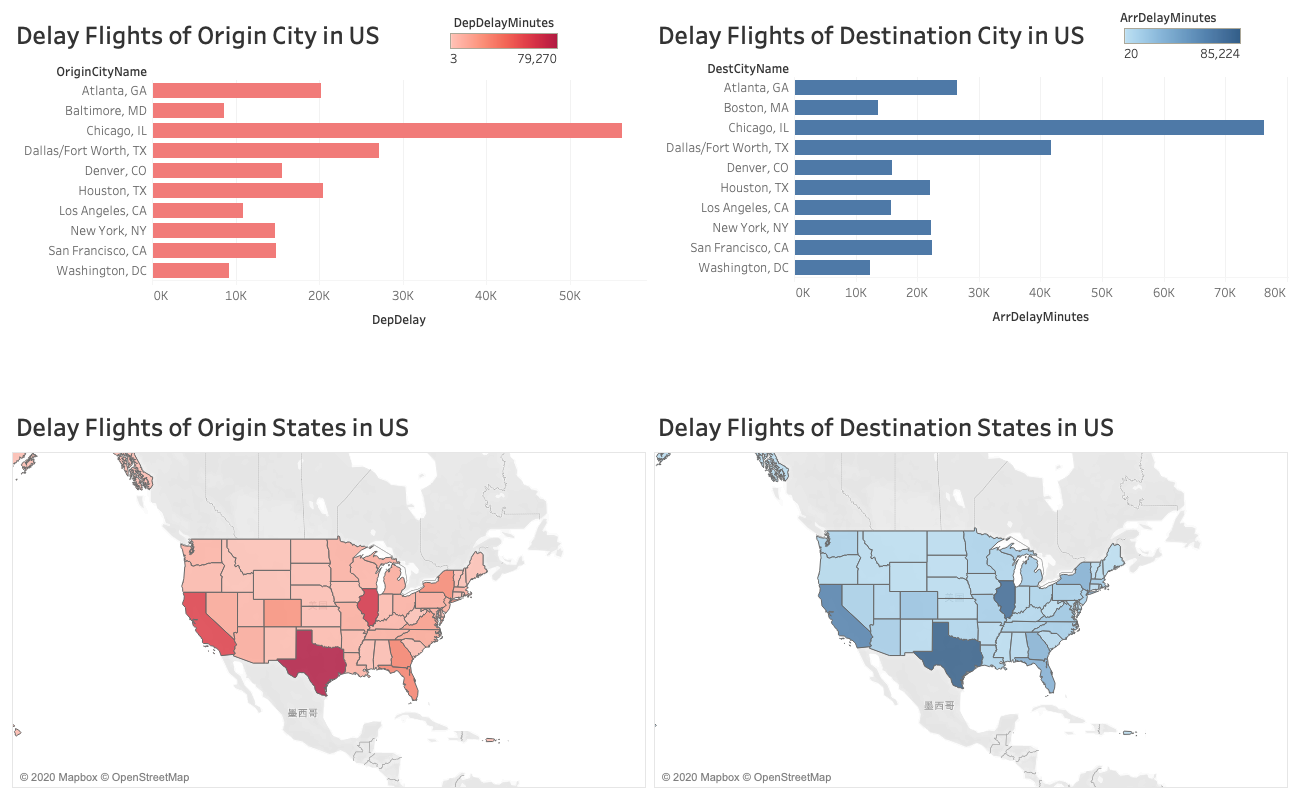 Delay Flights of Origin City in US
DepDelayMinutes
3 79,270
OriginCityName
Atlanta, GA
Baltimore, MD
Chicago, IL
Dallas/Fort Worth, TX
Denver, CO
Houston, TX
Los Angeles, CA
New York, NY
San Francisco, CA
Washington, DC
0K 10K 20K 30K 40K 50K
DepDelay
Delay Flights of Destination City in US
ArrDelayMinutes
20 85,224
DestCityName
Atlanta, GA
Boston, MA
Chicago, IL
Dallas/Fort Worth, TX
Denver, CO
Houston, TX
Los Angeles, CA
New York, NY
San Francisco, CA
Washington, DC
0K 10K 20K 30K 40K 50K 60K 70K 80K
ArrDelayMinutes
Delay Flights of Origin States in US
墨西哥
© 2020 Mapbox © OpenStreetMap
Delay Flights of Destination States in US
墨西哥
© 2020 Mapbox © OpenStreetMap